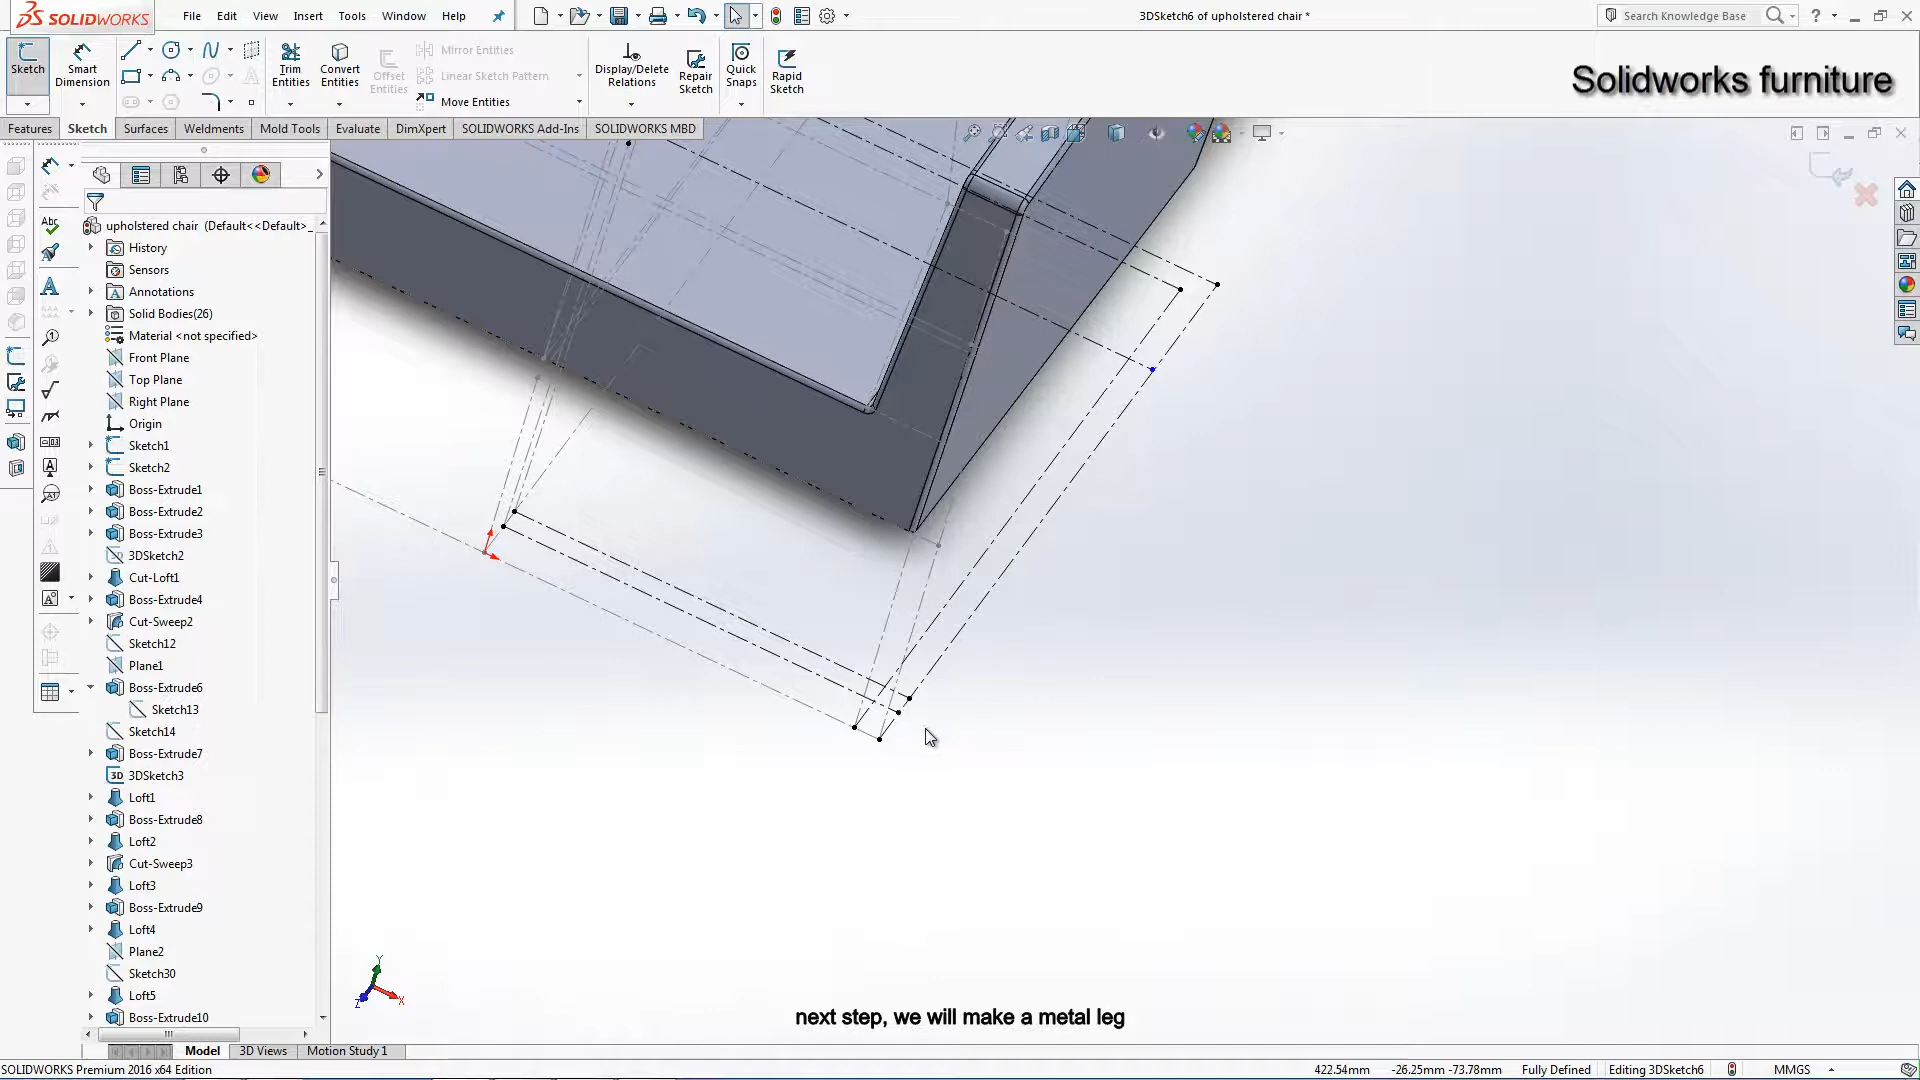 SOLIDWORKS
File Edit View Insert Tools Window Help
3DSketch6 of upholstered chair *
Search Knowledge Base
Sketch
Smart Dimension
Trim Entities
Convert Entities
Offset Entities
Mirror Entities
Linear Sketch Pattern
Move Entities
Display/Delete Relations
Repair Sketch
Quick Snaps
Rapid Sketch
Solidworks furniture
Features Sketch Surfaces Weldments Mold Tools Evaluate DimXpert SOLIDWORKS Add-Ins SOLIDWORKS MBD
upholstered chair (Default<<Default>_
History
Sensors
Annotations
Solid Bodies(26)
Material <not specified>
Front Plane
Top Plane
Right Plane
Origin
Sketch1
Sketch2
Boss-Extrude1
Boss-Extrude2
Boss-Extrude3
3DSketch2
Cut-Loft1
Boss-Extrude4
Cut-Sweep2
Sketch12
Plane1
Boss-Extrude6
Sketch13
Sketch14
Boss-Extrude7
3DSketch3
Loft1
Boss-Extrude8
Loft2
Cut-Sweep3
Loft3
Boss-Extrude9
Loft4
Plane2
Sketch30
Loft5
Boss-Extrude10
Y
X
Z
next step, we will make a metal leg
Model 3D Views Motion Study 1
SOLIDWORKS Premium 2016 x64 Edition
422.54mm -26.25mm -73.78mm Fully Defined Editing 3DSketch6 MMGS